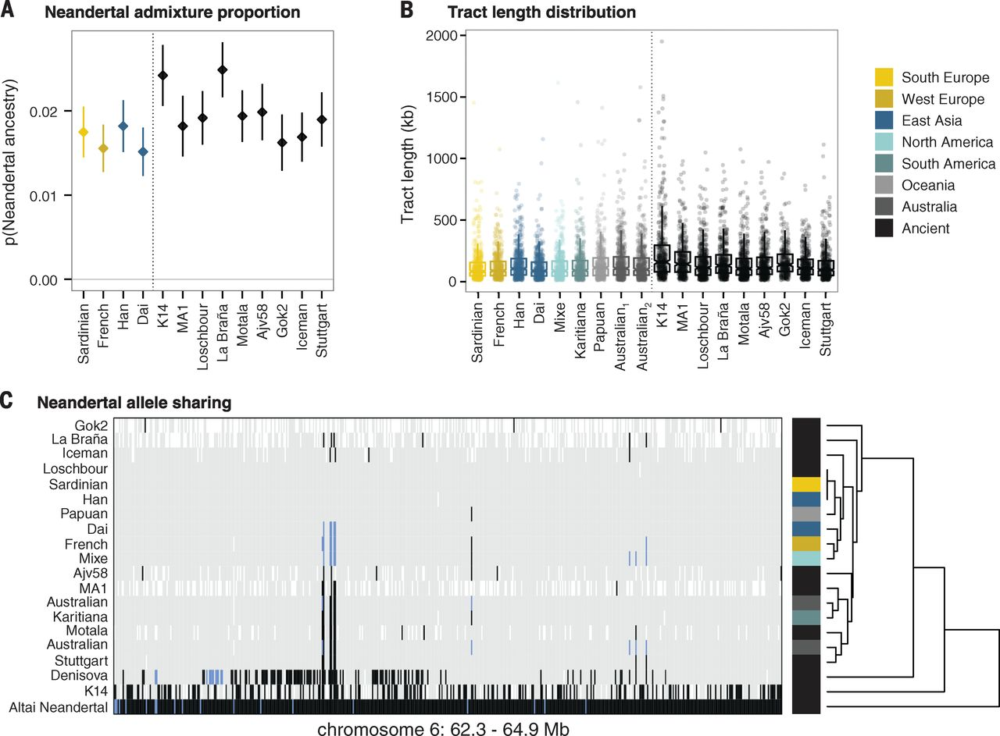 A Neandertal admixture proportion
p(Neandertal ancestry)
0.02
0.01
0.00
Sardinian
French
Han
Dai
K14
MA1
Loschbour
La Braña
Motala
Ajv58
Gok2
Iceman
Stuttgart
B Tract length distribution
Tract length (kb)
2000
1500
1000
500
0
Sardinian
French
Han
Dai
Mixe
Karitiana
Papuan
Australian1
Australian2
K14
MA1
Loschbour
La Braña
Motala
Ajv58
Gok2
Iceman
Stuttgart
South Europe
West Europe
East Asia
North America
South America
Oceania
Australia
Ancient
C Neandertal allele sharing
Gok2
La Braña
Iceman
Loschbour
Sardinian
Han
Papuan
Dai
French
Mixe
Ajv58
MA1
Australian
Karitiana
Motala
Australian
Stuttgart
Denisova
K14
Altai Neandertal
chromosome 6: 62.3 - 64.9 Mb